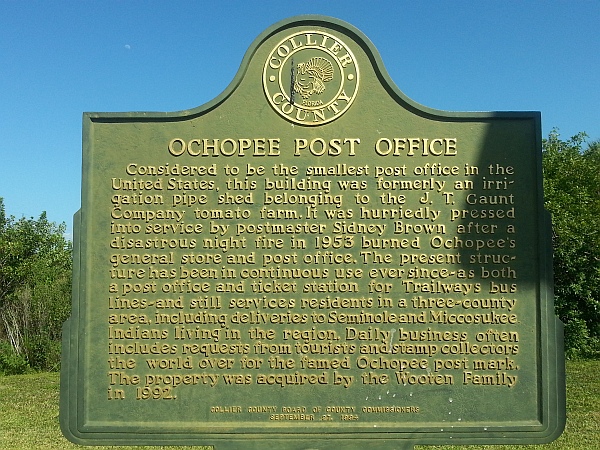 COLLIER
FLORIDA
COUNTY
OCHOPEE POST OFFICE
Considered to be the smallest post office in the
United States, this building was formerly an irri-
gation pipe shed belonging to the J. T. Gaunt
Company tomato farm. It was hurriedly pressed
into service by postmaster Sidney Brown after a
disastrous night fire in 1953 burned Ochopee's
general store and post office. The present struc-
ture has been in continuous use ever since-as both
a post office and ticket station for Trailways bus
lines-and still services residents in a three-county
area, including deliveries to Seminole and Miccosukee
Indians living in the region. Daily business often
includes requests from tourists and stamp collectors
the world over for the famed Ochopee post mark.
The property was acquired by the Wooten Family
in 1992.
COLLIER COUNTY BOARD OF COUNTY COMMISSIONERS
SEPTEMBER 27, 1994